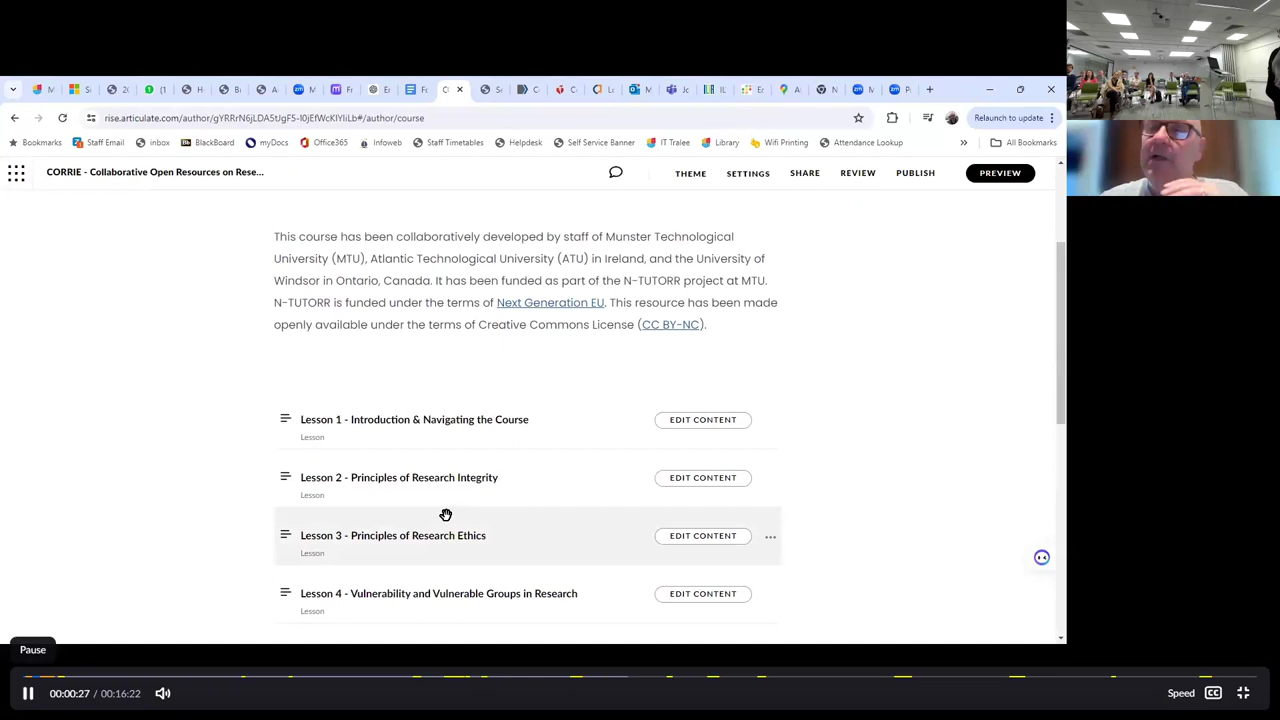 rise.articulate.com/author/gYRRrN6jLDA5tJgF5-l0jEfWcKIYIiLb#/author/course
Relaunch to update
Bookmarks Staff Email inbox BlackBoard myDocs Office365 Infoweb Staff Timetables Helpdesk Self Service Banner IT Tralee Library Wifi Printing Attendance Lookup All Bookmarks
CORRIE - Collaborative Open Resources on Rese...
THEME SETTINGS SHARE REVIEW PUBLISH PREVIEW
This course has been collaboratively developed by staff of Munster Technological
University (MTU), Atlantic Technological University (ATU) in Ireland, and the University of
Windsor in Ontario, Canada. It has been funded as part of the N-TUTORR project at MTU.
N-TUTORR is funded under the terms of Next Generation EU. This resource has been made
openly available under the terms of Creative Commons License (CC BY-NC).
Lesson 1 - Introduction & Navigating the Course EDIT CONTENT
Lesson
Lesson 2 - Principles of Research Integrity EDIT CONTENT
Lesson
Lesson 3 - Principles of Research Ethics EDIT CONTENT
Lesson
Lesson 4 - Vulnerability and Vulnerable Groups in Research EDIT CONTENT
Lesson
Pause
00:00:27 / 00:16:22 Speed CC